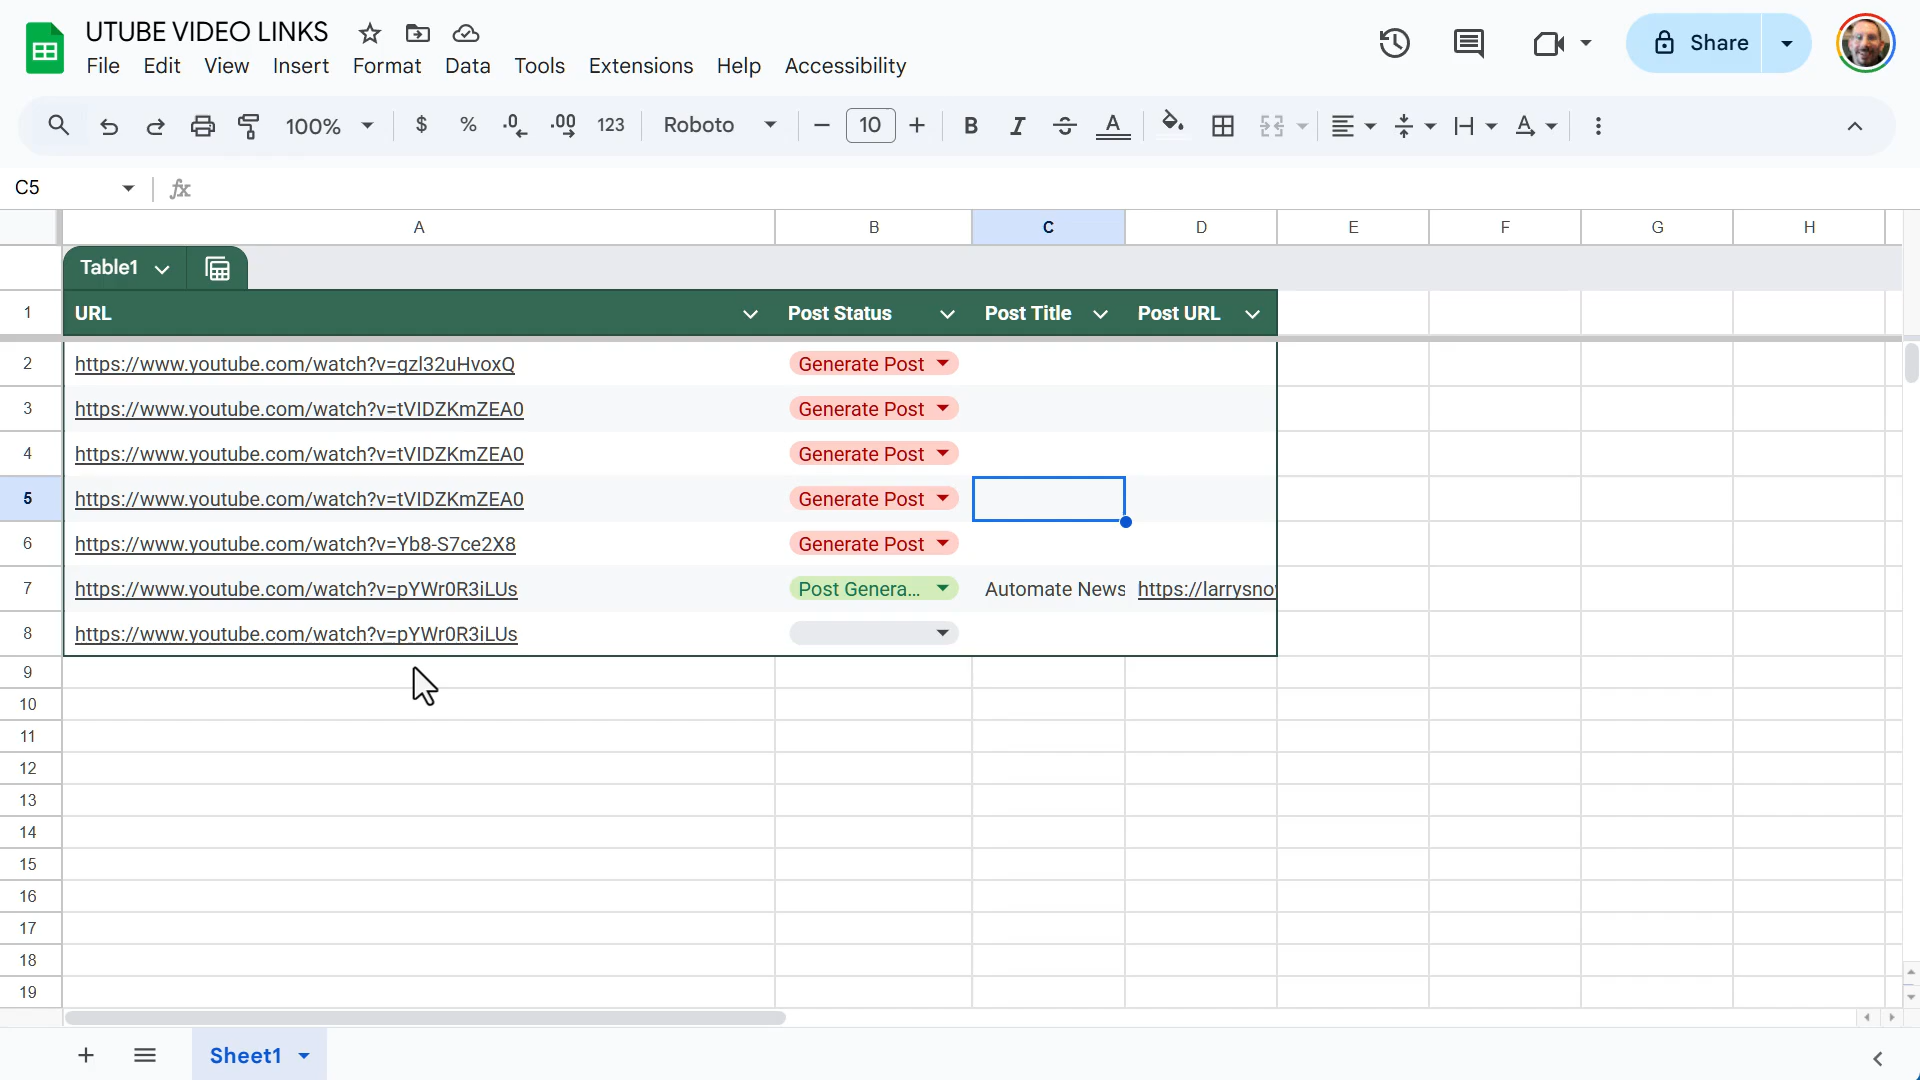 UTUBE VIDEO LINKS
File Edit View Insert Format Data Tools Extensions Help Accessibility
Share
100% $ % .0 .00 123 Roboto 10 B I A A
C5 fx
A B C D E F G H
Table1
1 URL Post Status Post Title Post URL
2 https://www.youtube.com/watch?v=gzl32uHvoxQ Generate Post
3 https://www.youtube.com/watch?v=tVIDZKmZEA0 Generate Post
4 https://www.youtube.com/watch?v=tVIDZKmZEA0 Generate Post
5 https://www.youtube.com/watch?v=tVIDZKmZEA0 Generate Post
6 https://www.youtube.com/watch?v=Yb8-S7ce2X8 Generate Post
7 https://www.youtube.com/watch?v=pYWr0R3iLUs Post Genera... Automate News https://larrysno
8 https://www.youtube.com/watch?v=pYWr0R3iLUs
9
10
11
12
13
14
15
16
17
18
19
Sheet1